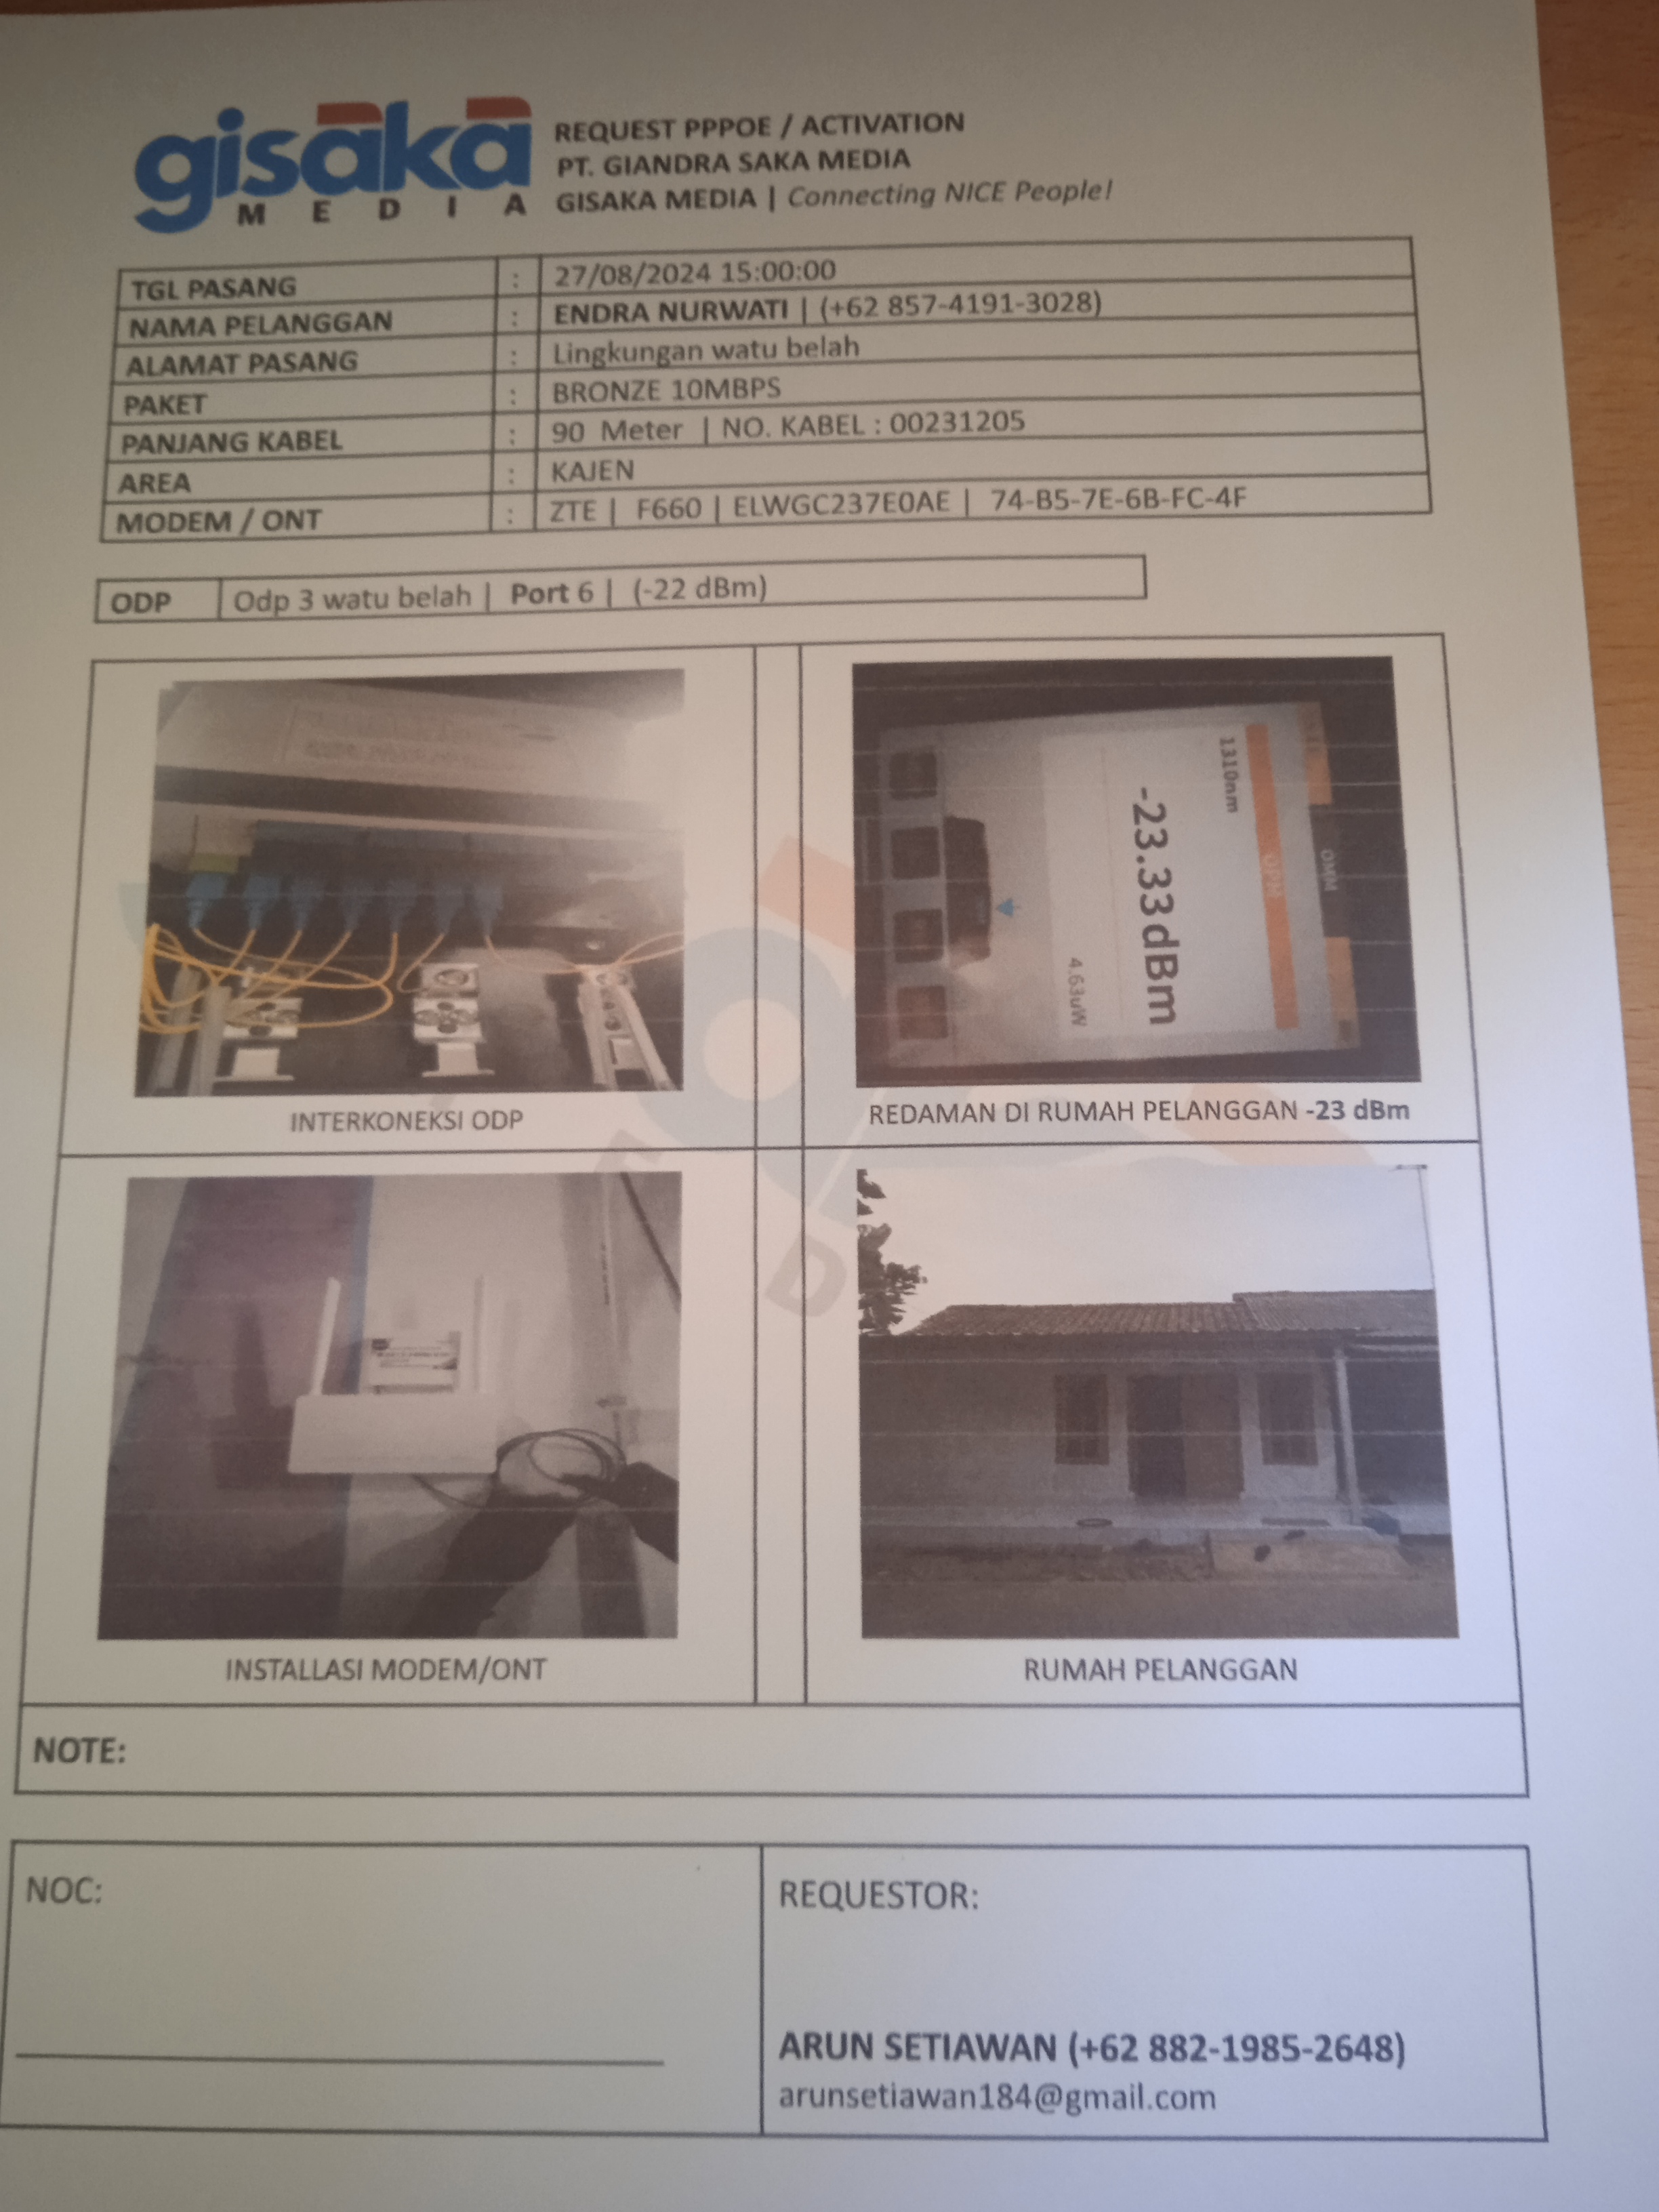 gisaka
MEDIA
REQUEST PPPOE / ACTIVATION
PT. GIANDRA SAKA MEDIA
GISAKA MEDIA | Connecting NICE People!
TGL PASANG : 27/08/2024 15:00:00
NAMA PELANGGAN : ENDRA NURWATI | (+62 857-4191-3028)
ALAMAT PASANG : Lingkungan watu belah
PAKET : BRONZE 10MBPS
PANJANG KABEL : 90 Meter | NO. KABEL : 00231205
AREA : KAJEN
MODEM / ONT : ZTE | F660 | ELWGC237E0AE | 74-B5-7E-6B-FC-4F
ODP Odp 3 watu belah | Port 6 | (-22 dBm)
OPM
1310nm
-23.33dBm
4.63uW
INTERKONEKSI ODP
REDAMAN DI RUMAH PELANGGAN -23 dBm
INSTALLASI MODEM/ONT
RUMAH PELANGGAN
NOTE:
NOC:
REQUESTOR:
ARUN SETIAWAN (+62 882-1985-2648)
arunsetiawan184@gmail.com